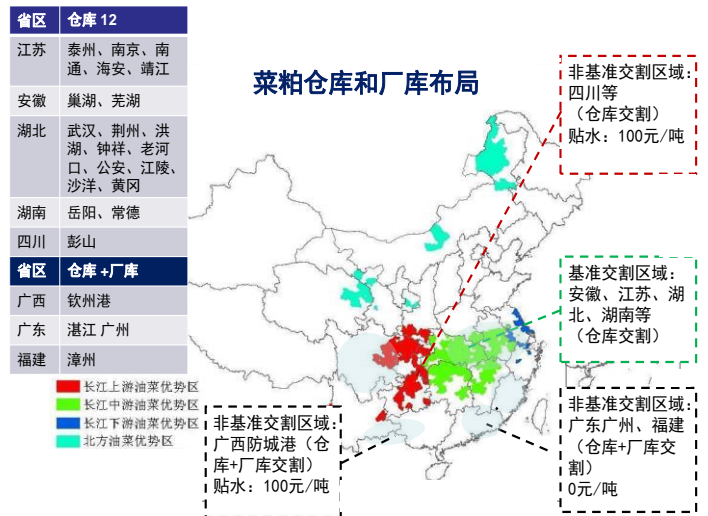 省区 仓库 12
江苏 泰州、南京、南
通、海安、靖江
安徽 巢湖、芜湖
湖北 武汉、荆州、洪
湖、钟祥、老河
口、公安、江陵、
沙洋、黄冈
湖南 岳阳、常德
四川 彭山
省区 仓库 +厂库
广西 钦州港
广东 湛江 广州
福建 漳州
菜粕仓库和厂库布局
非基准交割区域：
四川等
（仓库交割）
贴水：100元/吨
基准交割区域：
安徽、江苏、湖
北、湖南等
（仓库交割）
非基准交割区域：
广东广州、福建
（仓库+厂库交
割）
0元/吨
非基准交割区域：
广西防城港（仓
库+厂库交割）
贴水：100元/吨
长江上游油菜优势区
长江中游油菜优势区
长江下游油菜优势区
北方油菜优势区